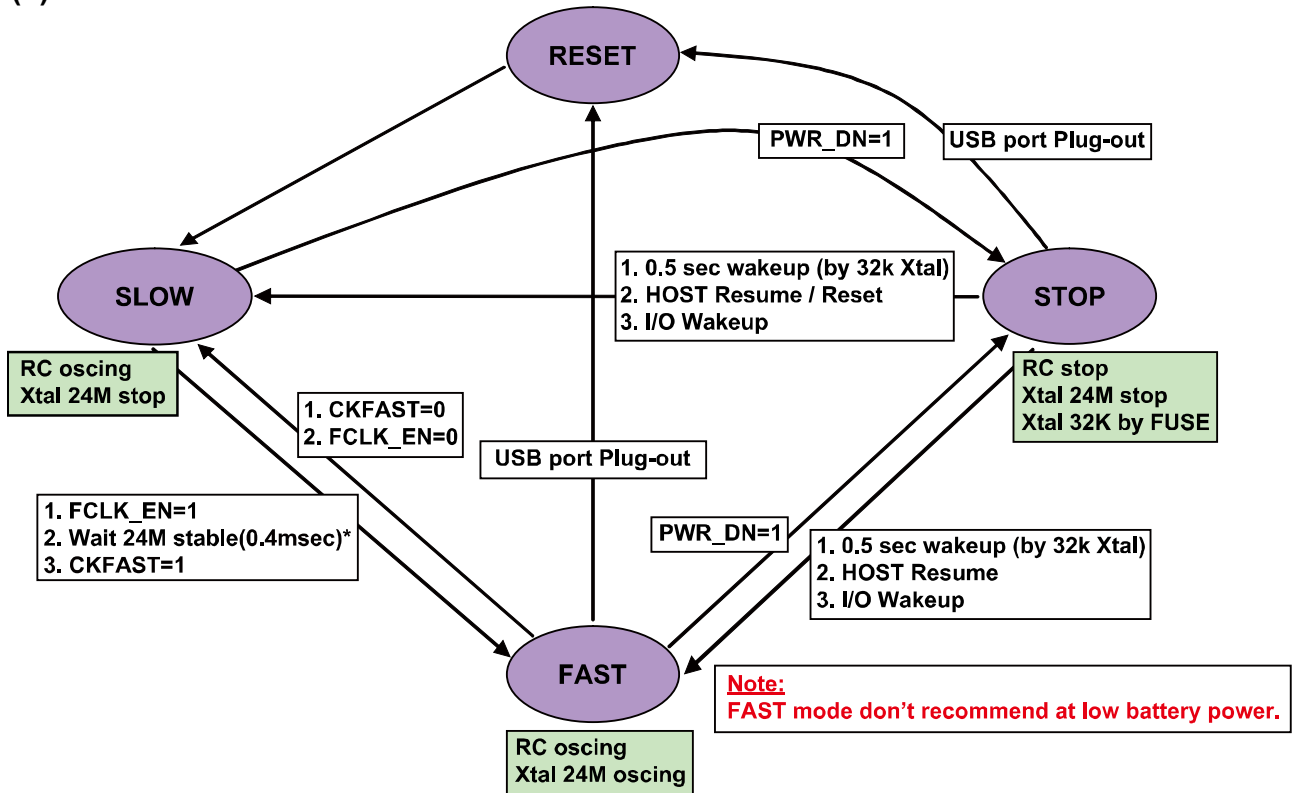 RESET
PWR_DN=1
USB port Plug-out
1. 0.5 sec wakeup (by 32k Xtal)
2. HOST Resume / Reset
3. I/O Wakeup
SLOW
STOP
RC oscing
Xtal 24M stop
RC stop
Xtal 24M stop
Xtal 32K by FUSE
1. CKFAST=0
2. FCLK_EN=0
USB port Plug-out
1. FCLK_EN=1
2. Wait 24M stable(0.4msec)*
3. CKFAST=1
PWR_DN=1
1. 0.5 sec wakeup (by 32k Xtal)
2. HOST Resume
3. I/O Wakeup
FAST
Note:
FAST mode don't recommend at low battery power.
RC oscing
Xtal 24M oscing